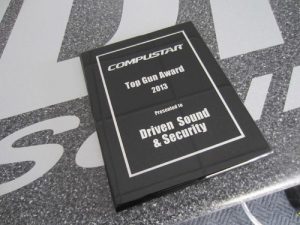 COMPUSTAR
Top Gun Award
2013
Presented to
Driven Sound
& Security